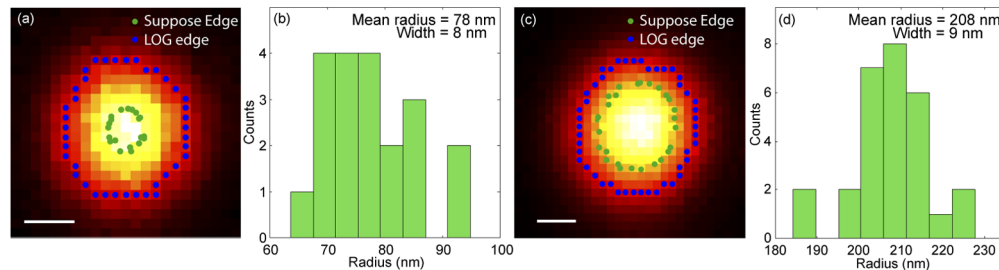 (a)
Suppose Edge
LOG edge
(b)
Mean radius = 78 nm
Width = 8 nm
4
3
2
1
0
Counts
60
70
80
90
100
Radius (nm)
(c)
Suppose Edge
LOG edge
(d)
Mean radius = 208 nm
Width = 9 nm
8
6
4
2
0
Counts
180
190
200
210
220
230
Radius (nm)